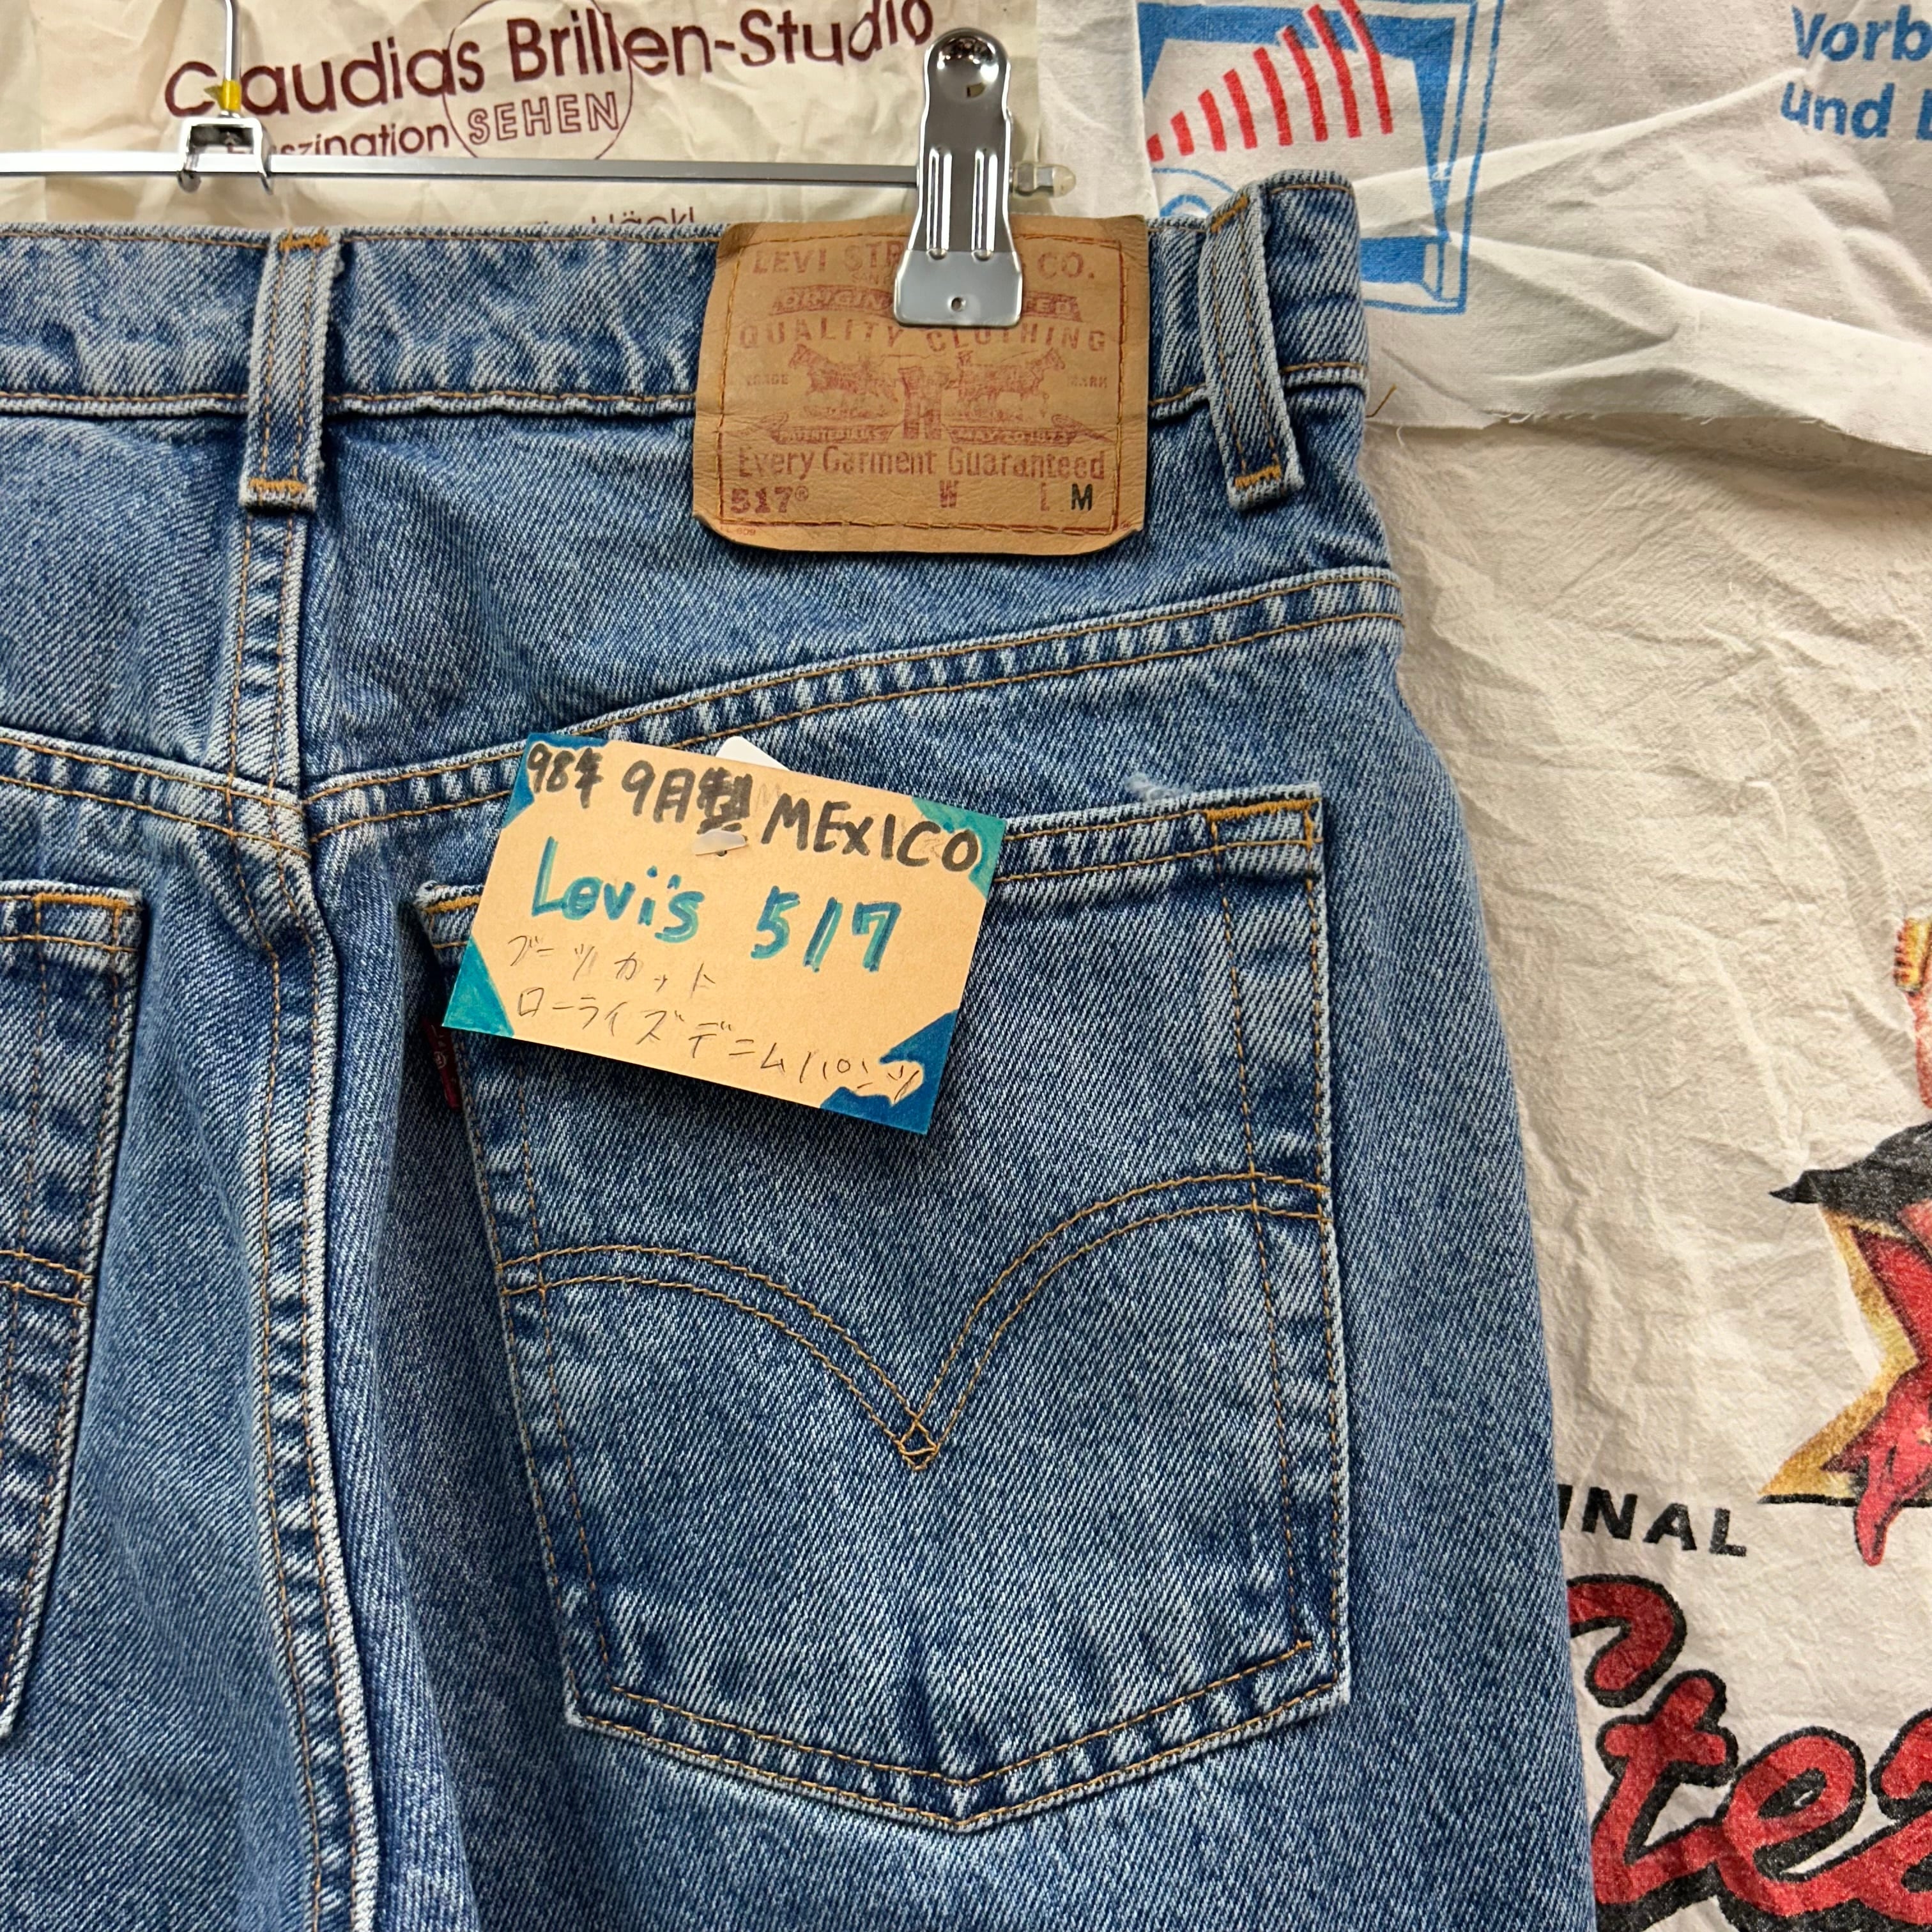 Claudias Brillen-Studio
SEHEN
Vorb
und
LEVI STR CO.
QUALITY CLOTHING
Every Garment Guaranteed
517® W L M
98年 9月製 MEXICO
Levi's 517
ブーツカット
ローライズデニムパンツ
INAL